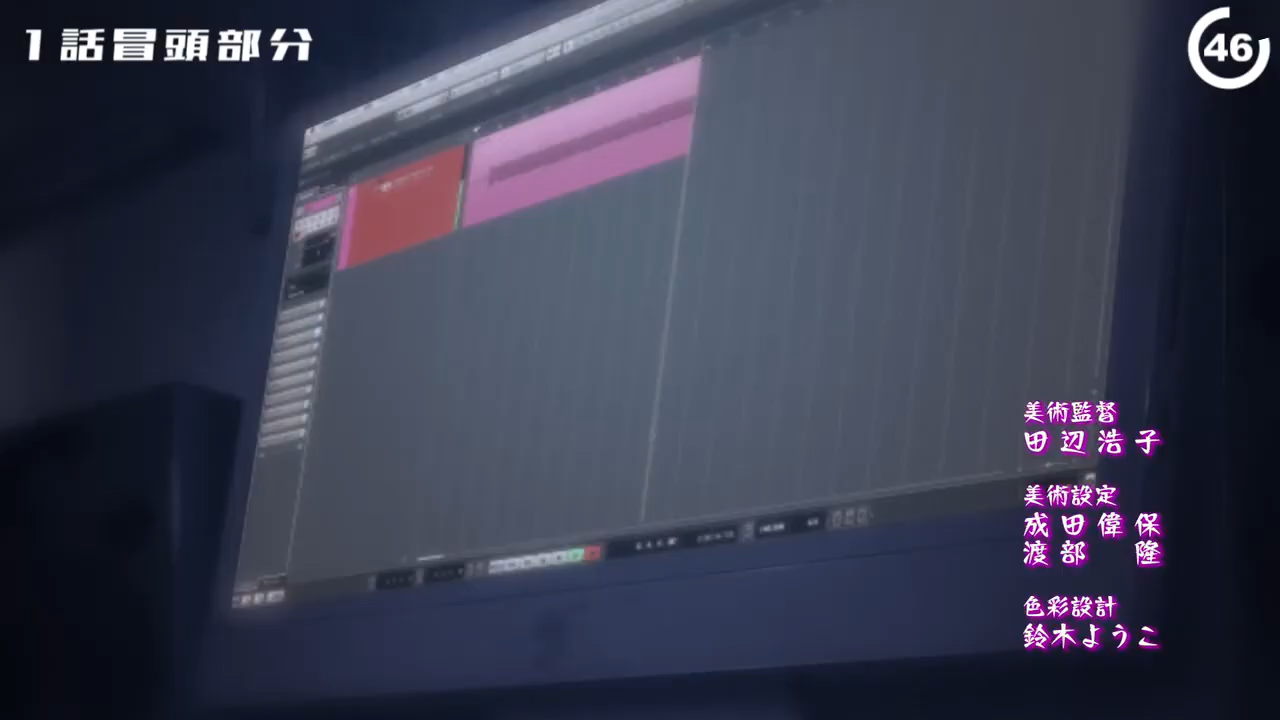 1話冒頭部分
46
美術監督
田辺浩子
美術設定
成田偉保
渡部 隆
色彩設計
鈴木ようこ